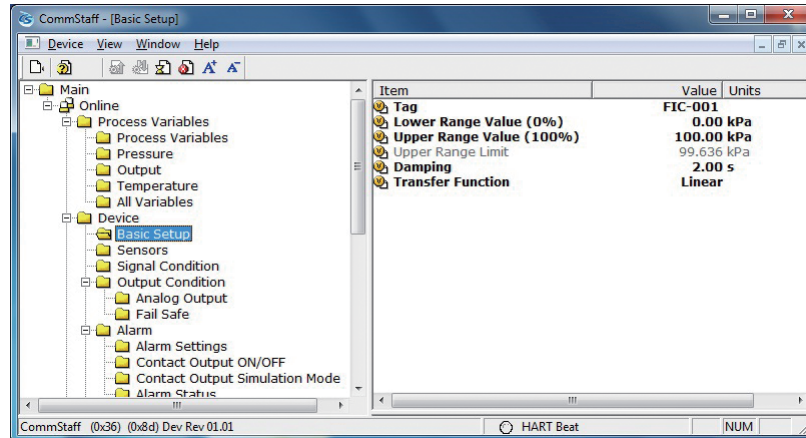 CommStaff - [Basic Setup]
Device View Window Help
Main
Online
Process Variables
Process Variables
Pressure
Output
Temperature
All Variables
Device
Basic Setup
Sensors
Signal Condition
Output Condition
Analog Output
Fail Safe
Alarm
Alarm Settings
Contact Output ON/OFF
Contact Output Simulation Mode
Alarm Status
Item Value Units
Tag FIC-001
Lower Range Value (0%) 0.00 kPa
Upper Range Value (100%) 100.00 kPa
Upper Range Limit 99.636 kPa
Damping 2.00 s
Transfer Function Linear
CommStaff (0x36) (0x8d) Dev Rev 01.01 HART Beat NUM